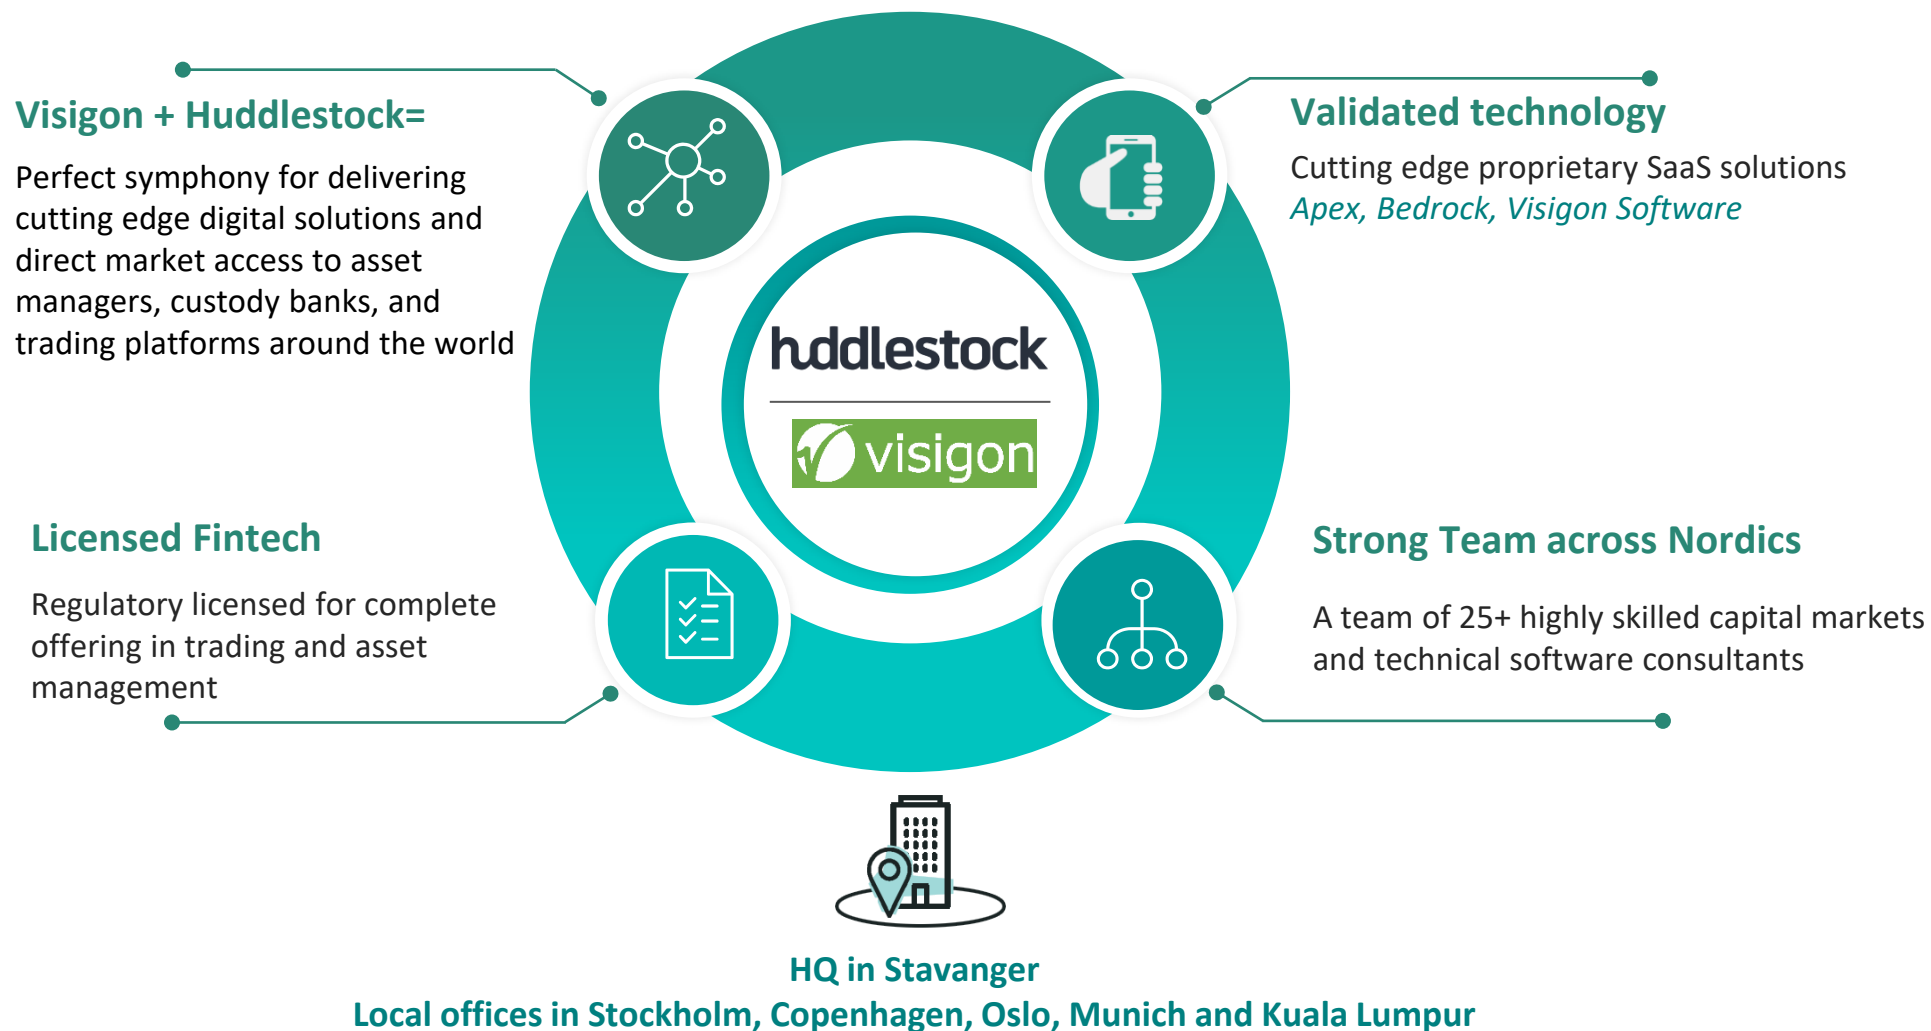 Visigon + Huddlestock=
Perfect symphony for delivering
cutting edge digital solutions and
direct market access to asset
managers, custody banks, and
trading platforms around the world
Validated technology
Cutting edge proprietary SaaS solutions
Apex, Bedrock, Visigon Software
huddlestock
visigon
Licensed Fintech
Regulatory licensed for complete
offering in trading and asset
management
Strong Team across Nordics
A team of 25+ highly skilled capital markets
and technical software consultants
HQ in Stavanger
Local offices in Stockholm, Copenhagen, Oslo, Munich and Kuala Lumpur